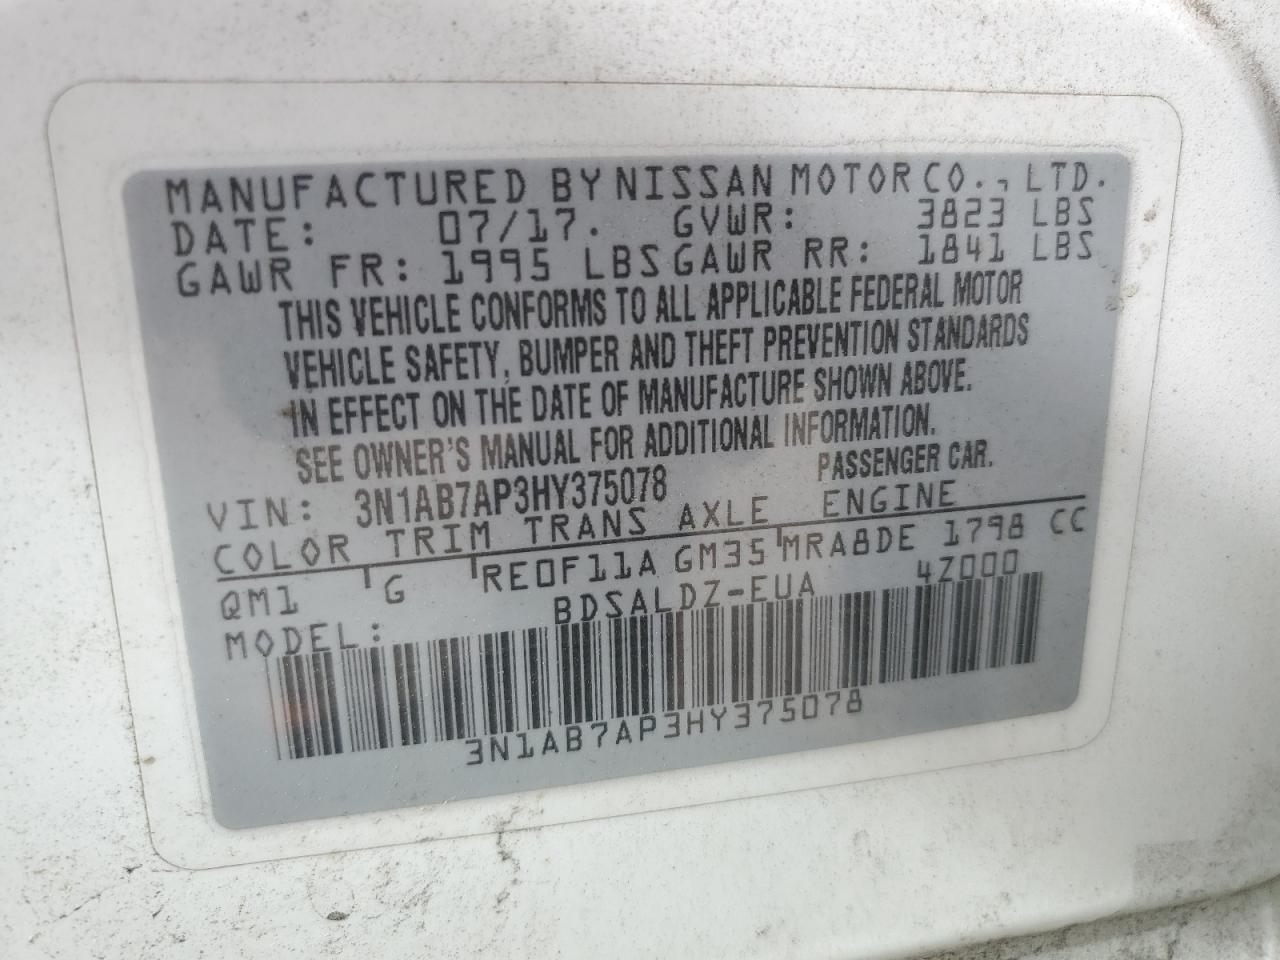 MANUFACTURED BY NISSAN MOTOR CO., LTD.
DATE: 07/17. GVWR: 3823 LBS
GAWR FR: 1995 LBS GAWR RR: 1841 LBS
THIS VEHICLE CONFORMS TO ALL APPLICABLE FEDERAL MOTOR
VEHICLE SAFETY, BUMPER AND THEFT PREVENTION STANDARDS
IN EFFECT ON THE DATE OF MANUFACTURE SHOWN ABOVE.
SEE OWNER'S MANUAL FOR ADDITIONAL INFORMATION.
VIN: 3N1AB7AP3HY375078 PASSENGER CAR.
COLOR TRIM TRANS AXLE ENGINE
QM1 G RE0F11A GM35 MRA8DE 1798 CC
MODEL: BDSALDZ-EUA 4Z000
3N1AB7AP3HY375078